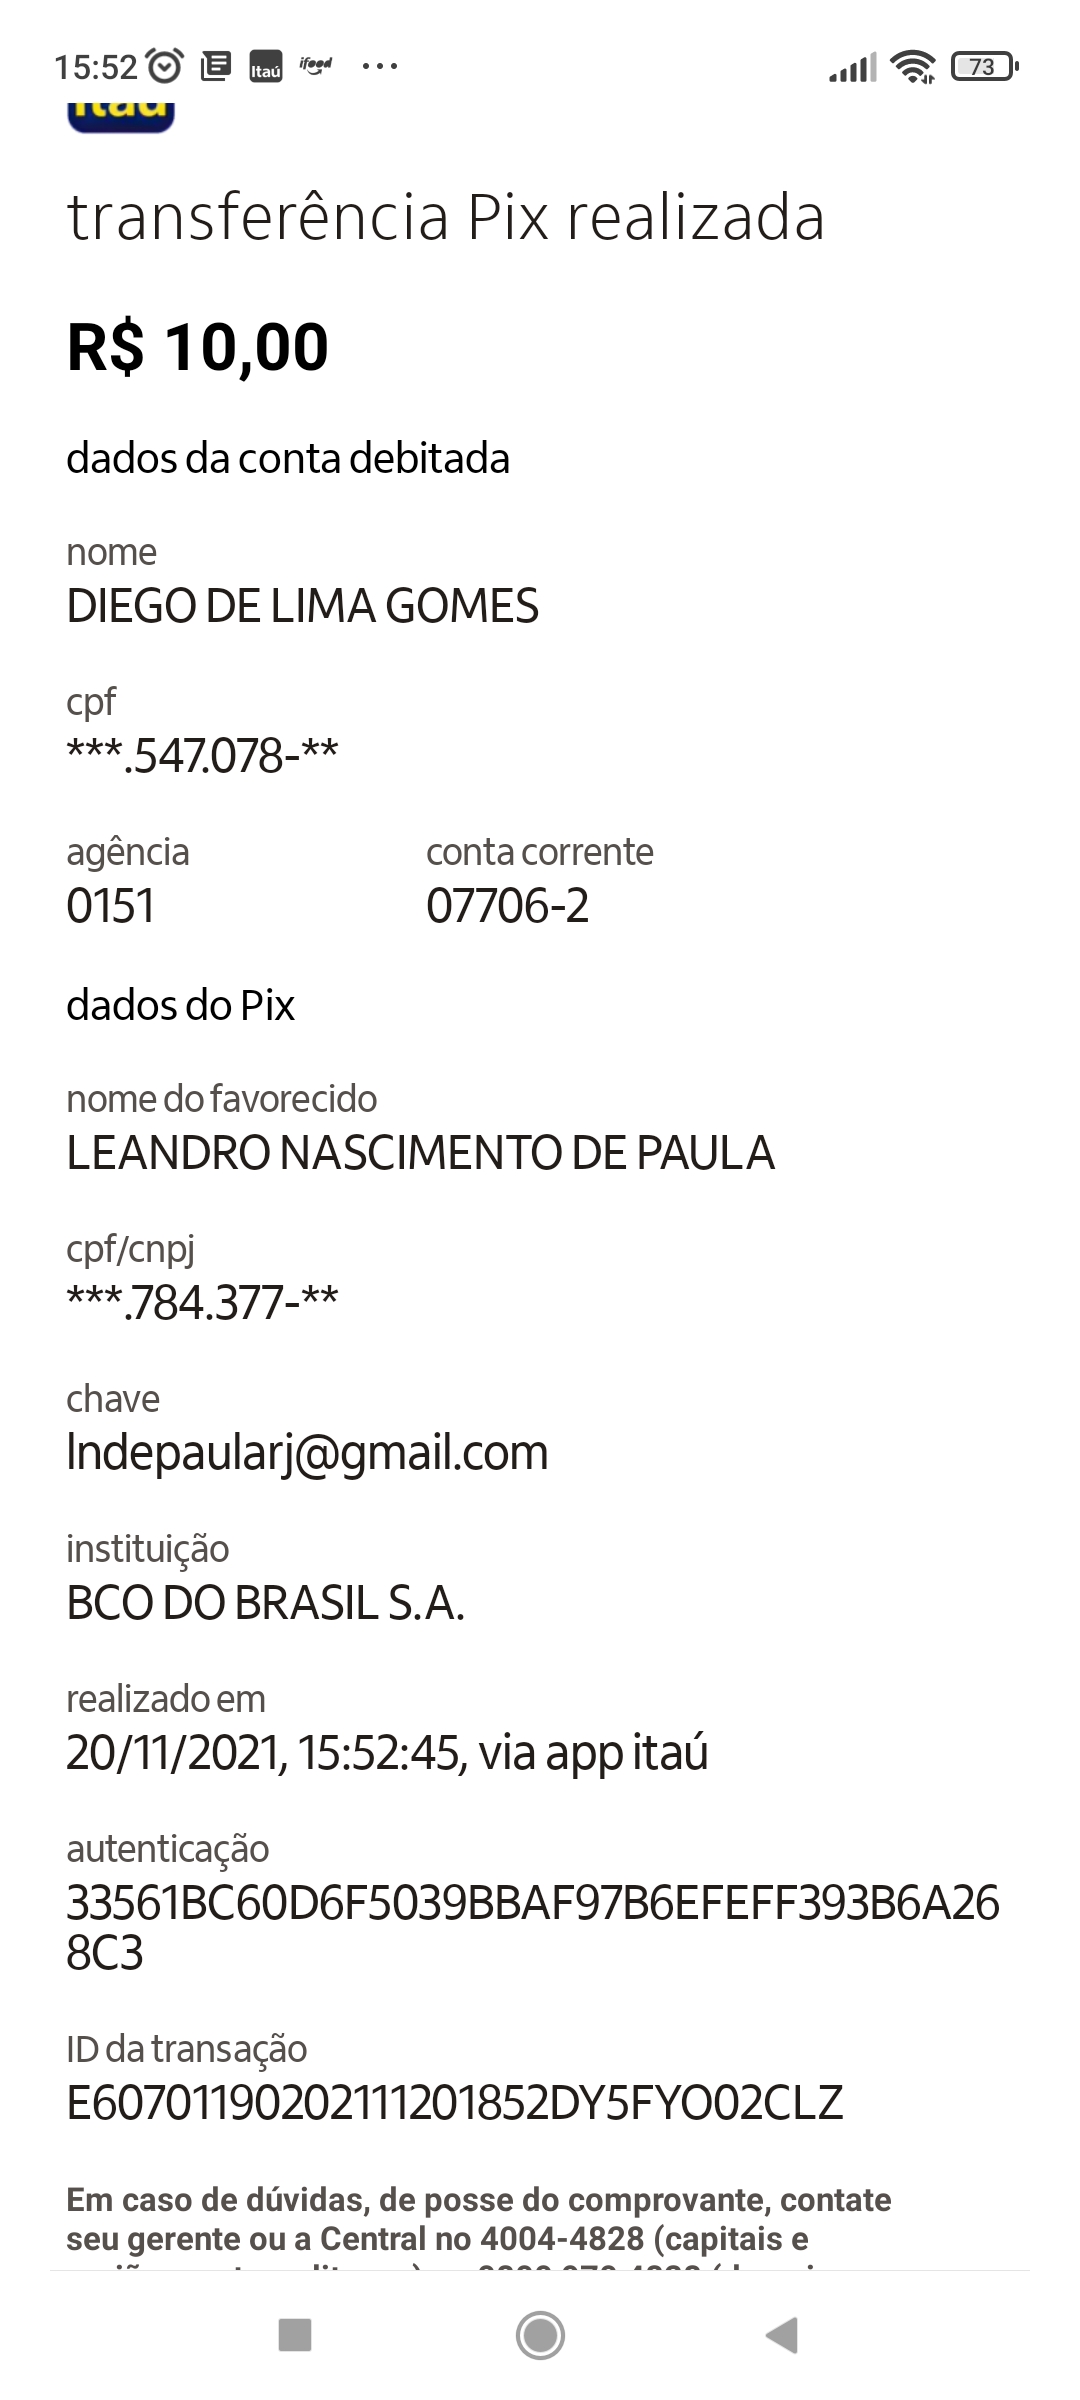 15:52
Itaú
ifood
73
itaú
transferência Pix realizada
R$ 10,00
dados da conta debitada
nome
DIEGO DE LIMA GOMES
cpf
***.547.078-**
agência conta corrente
0151 07706-2
dados do Pix
nome do favorecido
LEANDRO NASCIMENTO DE PAULA
cpf/cnpj
***.784.377-**
chave
lndepaularj@gmail.com
instituição
BCO DO BRASIL S.A.
realizado em
20/11/2021, 15:52:45, via app itaú
autenticação
33561BC60D6F5039BBAF97B6EFEFF393B6A26
8C3
ID da transação
E60701190202111201852DY5FYO02CLZ
Em caso de dúvidas, de posse do comprovante, contate
seu gerente ou a Central no 4004-4828 (capitais e